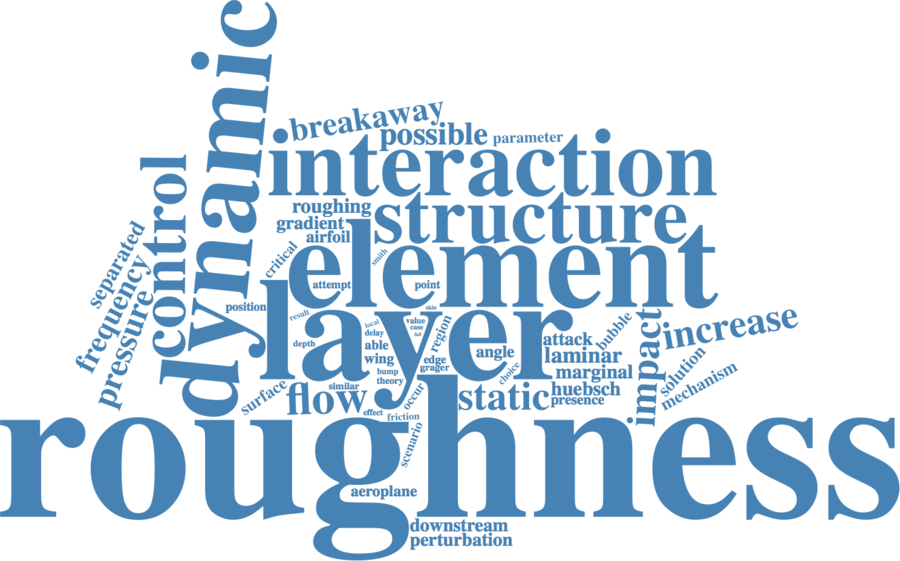 dynamic
breakaway
possible
parameter
interaction
control
roughing
structure
gradient
airfoil
separated
critical
smith
element
frequency
pressure
attempt
point
position
layer
result
skin
local
value
delay
case
full
region
depth
able
wing
edge
grager
angle
attack
bubble
laminar
increase
impact
bump
theory
choice
marginal
solution
mechanism
surface
similar
flow
occur
static
huebsch
presence
effect
friction
scenario
roughness
aeroplane
downstream
perturbation